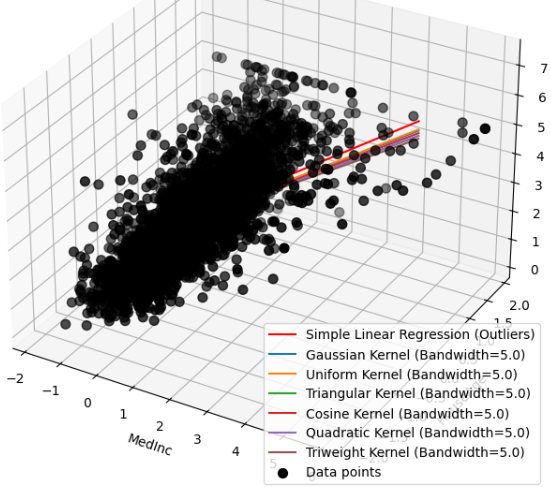 7
6
5
4
3
2
1
0
2.0
1.5
1.0
−2.0
−2
−1
0
1
2
3
4
5
MedInc
Simple Linear Regression (Outliers)
Gaussian Kernel (Bandwidth=5.0)
Uniform Kernel (Bandwidth=5.0)
Triangular Kernel (Bandwidth=5.0)
Cosine Kernel (Bandwidth=5.0)
Quadratic Kernel (Bandwidth=5.0)
Triweight Kernel (Bandwidth=5.0)
Data points